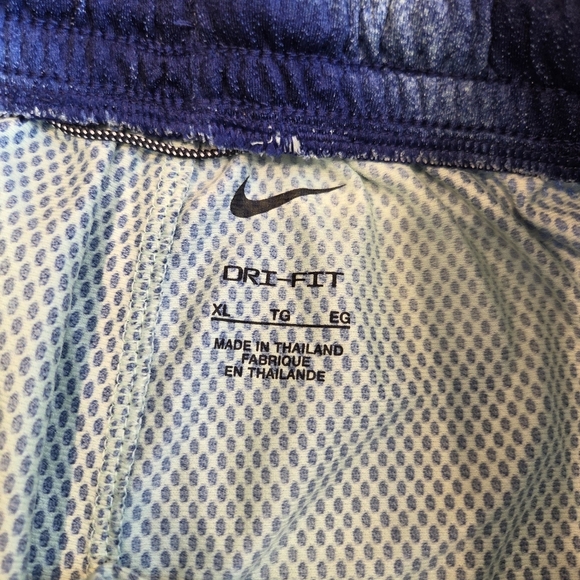 DRI-FIT
XL TG EG
MADE IN THAILAND
FABRIQUE
EN THAILANDE